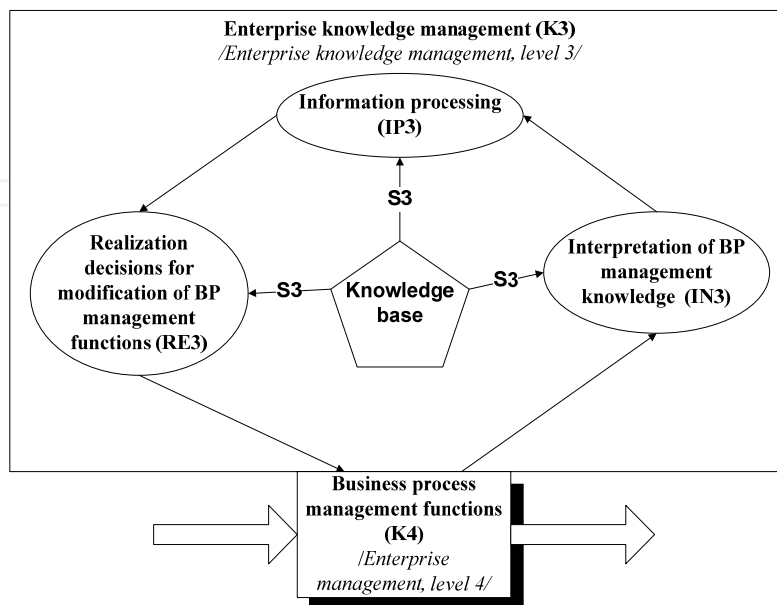 Enterprise knowledge management (K3)
/Enterprise knowledge management, level 3/
Information processing
(IP3)
S3
Realization
decisions for
modification of BP
management
functions (RE3)
S3
Knowledge
base
S3
Interpretation of BP
management
knowledge (IN3)
Business process
management functions
(K4)
/Enterprise
management, level 4/